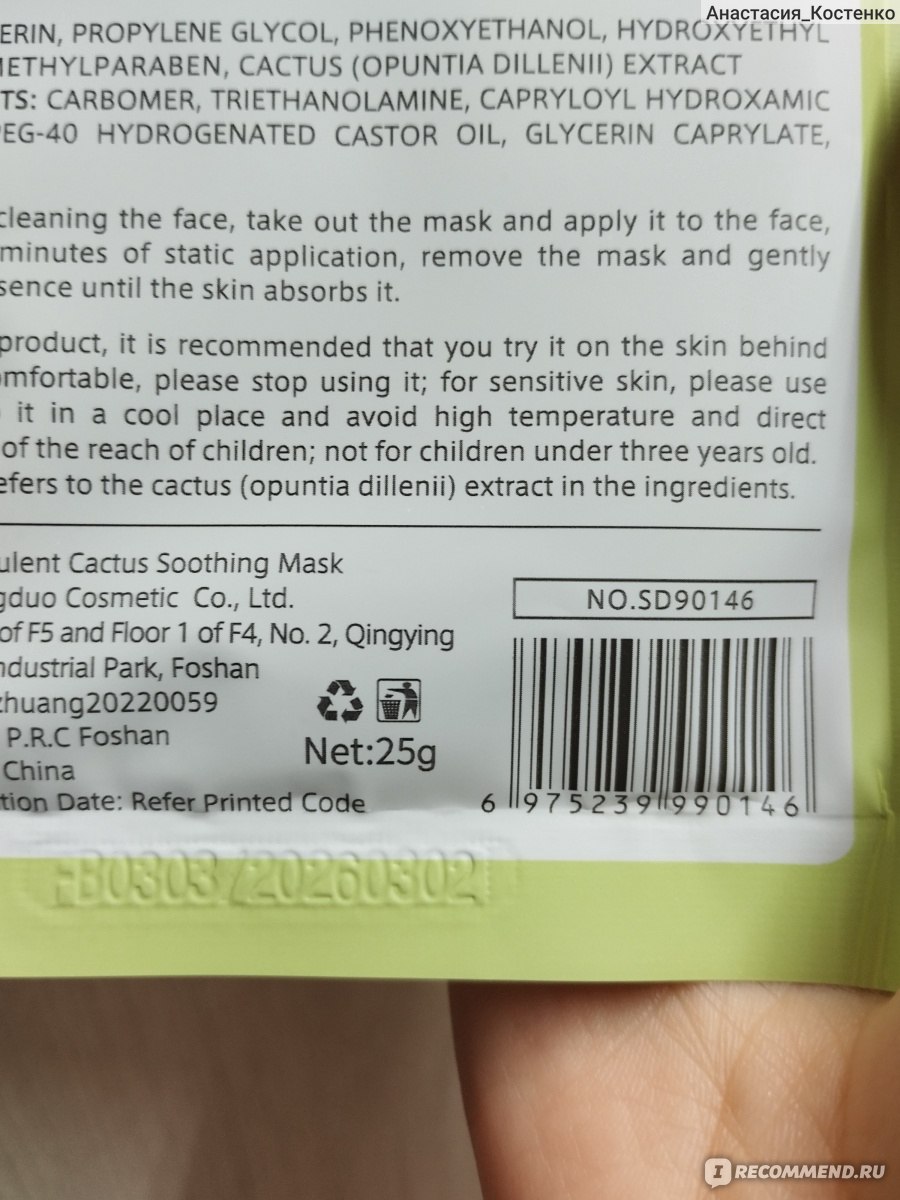 Анастасия_Костенко
ERIN, PROPYLENE GLYCOL, PHENOXYETHANOL, HYDROXYETHYL
METHYLPARABEN, CACTUS (OPUNTIA DILLENII) EXTRACT
TS: CARBOMER, TRIETHANOLAMINE, CAPRYLOYL HYDROXAMIC
PEG-40 HYDROGENATED CASTOR OIL, GLYCERIN CAPRYLATE,
cleaning the face, take out the mask and apply it to the face,
minutes of static application, remove the mask and gently
sence until the skin absorbs it.
product, it is recommended that you try it on the skin behind
omfortable, please stop using it; for sensitive skin, please use
it in a cool place and avoid high temperature and direct
of the reach of children; not for children under three years old.
efers to the cactus (opuntia dillenii) extract in the ingredients.
ulent Cactus Soothing Mask
gduo Cosmetic Co., Ltd.
of F5 and Floor 1 of F4, No. 2, Qingying
ndustrial Park, Foshan
zhuang20220059
P.R.C Foshan
China
tion Date: Refer Printed Code
Net:25g
NO.SD90146
6 975239 990146
FB0303/20260302
IRECOMMEND.RU